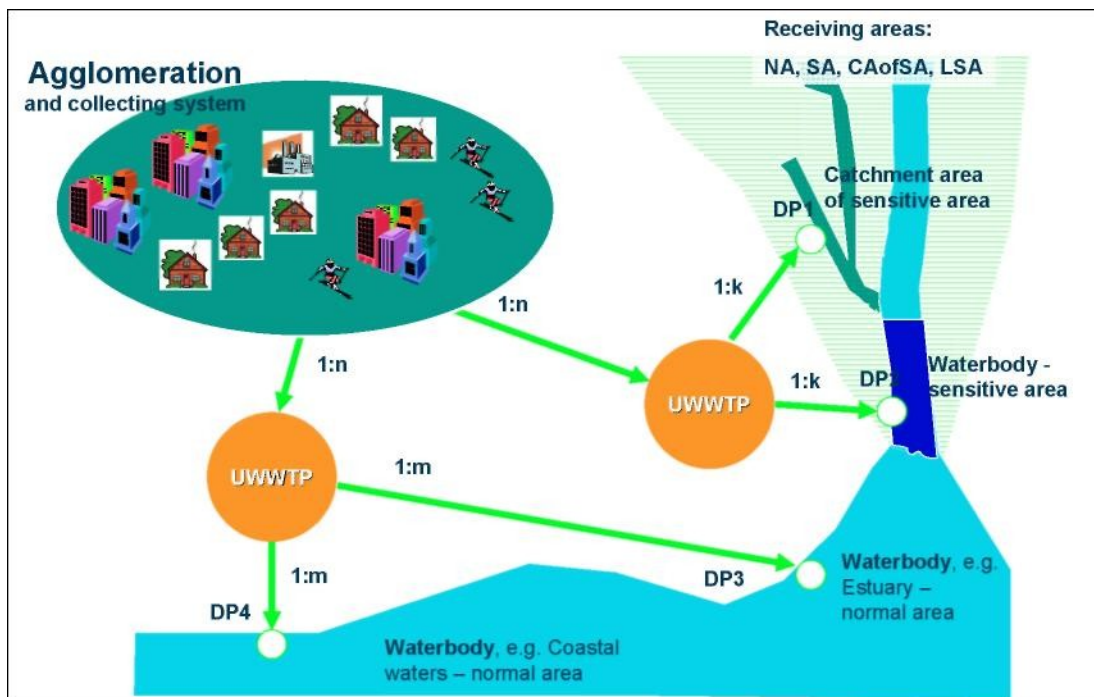 Receiving areas:
NA, SA, CAofSA, LSA
Agglomeration
and collecting system
Catchment area
of sensitive area
DP1
1:k
1:n
1:n
Waterbody -
sensitive area
DP2
1:k
UWWTP
UWWTP
1:m
1:m
DP3
DP4
Waterbody, e.g.
Estuary –
normal area
Waterbody, e.g. Coastal
waters – normal area